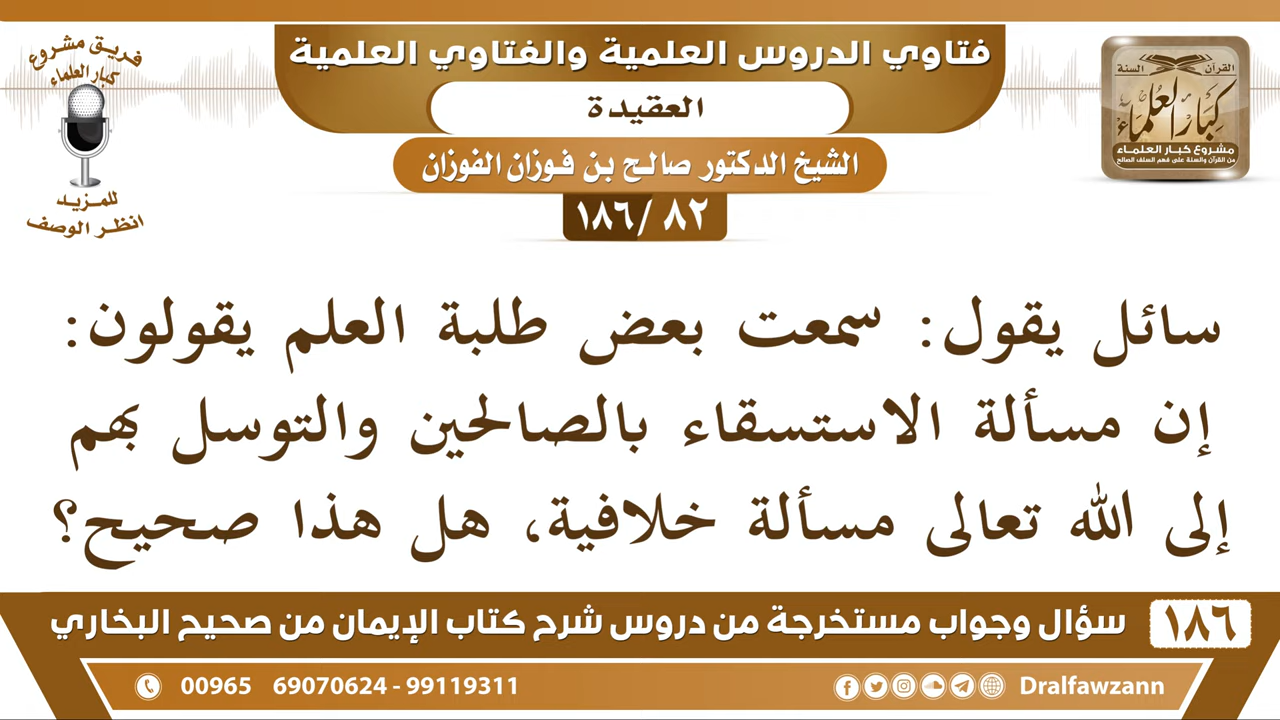 فتاوي الدروس العلمية والفتاوي العلمية
العقيدة
الشيخ الدكتور صالح بن فوزان الفوزان
٨٢ /١٨٦
فريق مشروع
كبار العلماء
للمزيد
انظر الوصف
القرآن السنة
كبار العلماء
مشروع كبار العلماء
من القرآن والسنة على فهم السلف الصالح
سائل يقول: سمعت بعض طلبة العلم يقولون:
إن مسألة الاستسقاء بالصالحين والتوسل بهم
إلى الله تعالى مسألة خلافية، هل هذا صحيح؟
١٨٦ سؤال وجواب مستخرجة من دروس شرح كتاب الإيمان من صحيح البخاري
00965 69070624 - 99119311
Dralfawzann